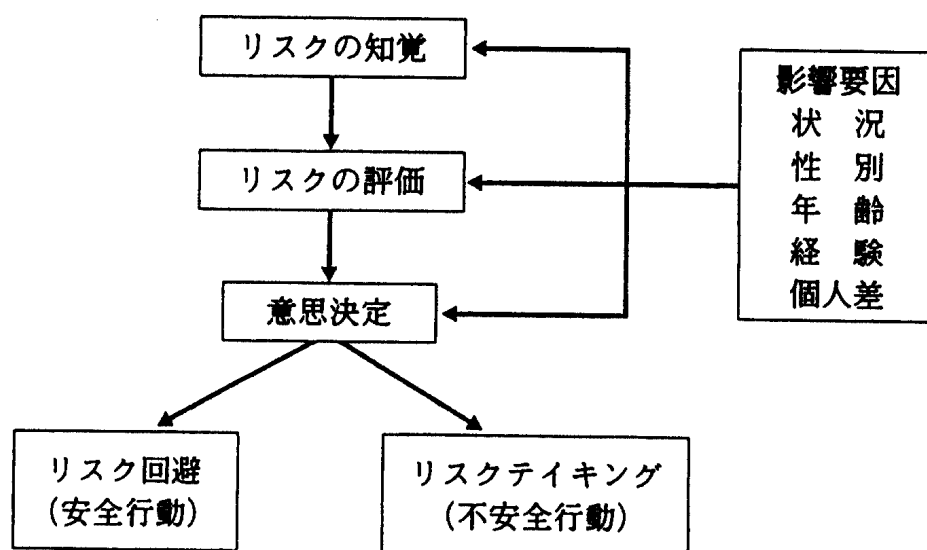 リスクの知覚
リスクの評価
意思決定
リスク回避
(安全行動)
リスクテイキング
(不安全行動)
影響要因
状　況
性　別
年　齢
経　験
個人差